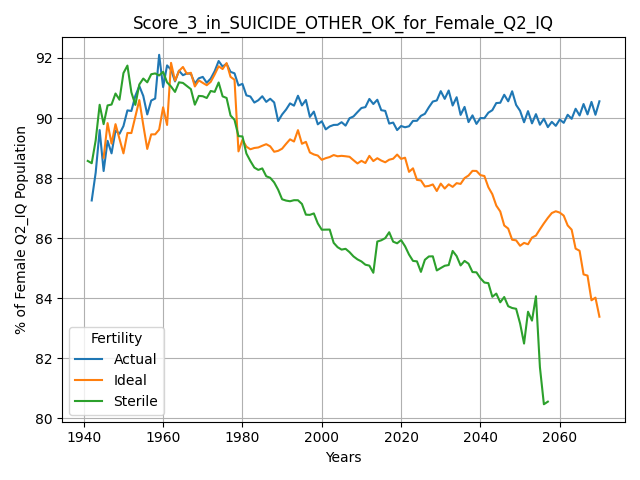 Score_3_in_SUICIDE_OTHER_OK_for_Female_Q2_IQ
% of Female Q2_IQ Population
92
90
88
86
84
82
80
Fertility
Actual
Ideal
Sterile
1940 1960 1980 2000 2020 2040 2060
Years